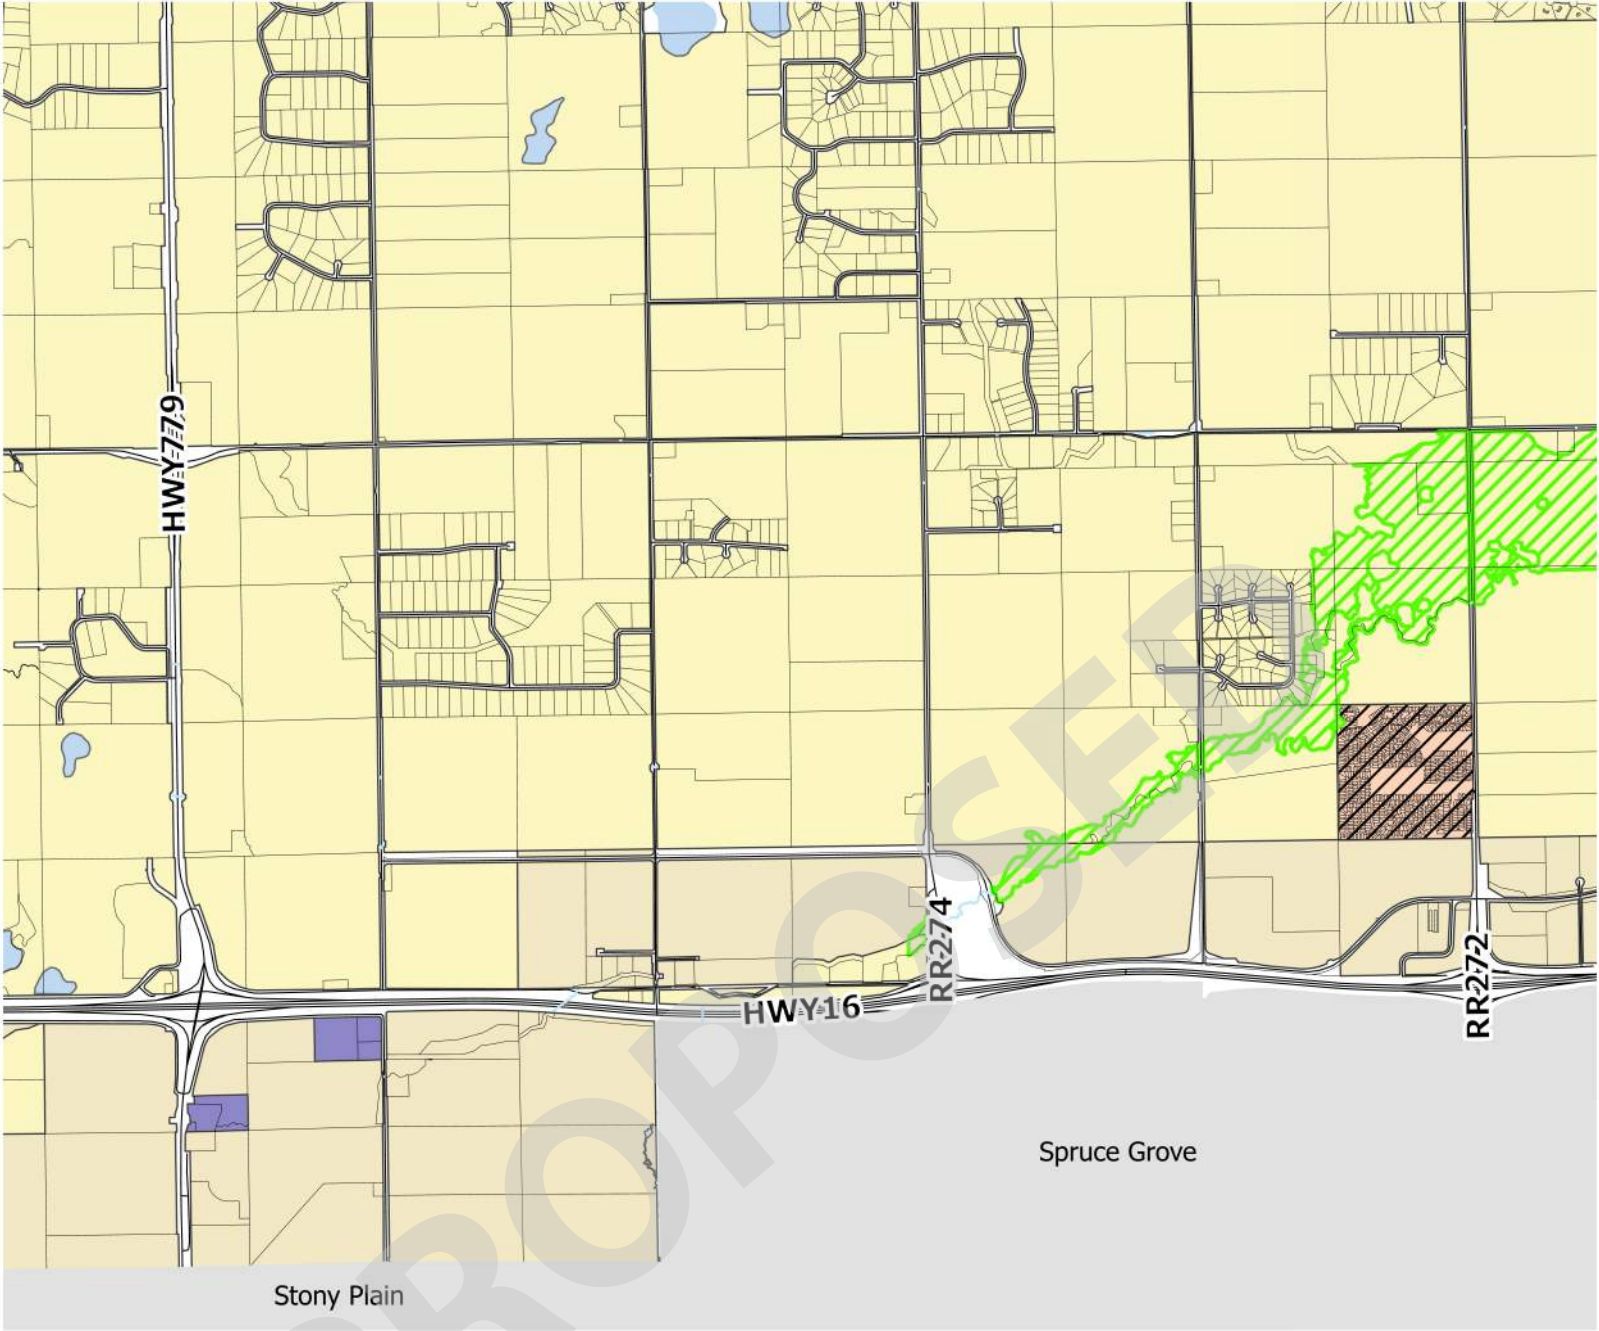 HWY 779
RR-274
HWY 16
RR-272
Spruce Grove
Stony Plain
PROPOSED